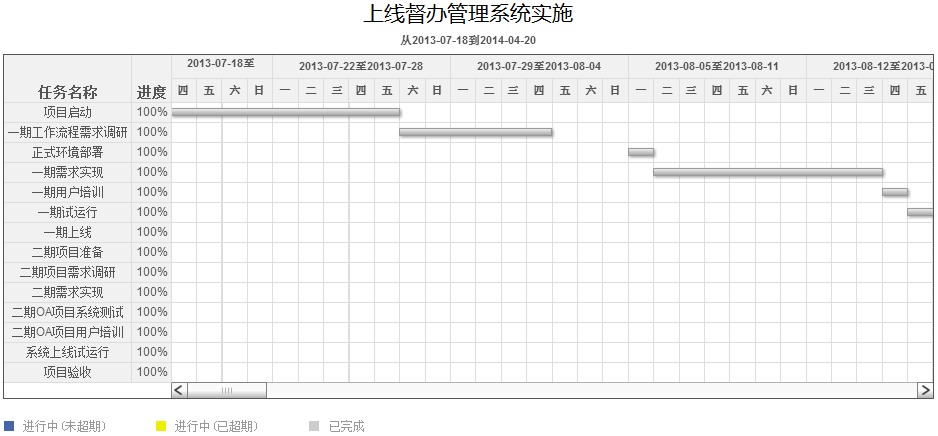 上线督办管理系统实施
从2013-07-18到2014-04-20
2013-07-18至 2013-07-22至2013-07-28 2013-07-29至2013-08-04 2013-08-05至2013-08-11 2013-08-12至2013-0
任务名称 进度 四 五 六 日 一 二 三 四 五 六 日 一 二 三 四 五 六 日 一 二 三 四 五 六 日 一 二 三 四 五
项目启动 100%
一期工作流程需求调研 100%
正式环境部署 100%
一期需求实现 100%
一期用户培训 100%
一期试运行 100%
一期上线 100%
二期项目准备 100%
二期项目需求调研 100%
二期需求实现 100%
二期OA项目系统测试 100%
二期OA项目用户培训 100%
系统上线试运行 100%
项目验收 100%
进行中(未超期) 进行中(已超期) 已完成